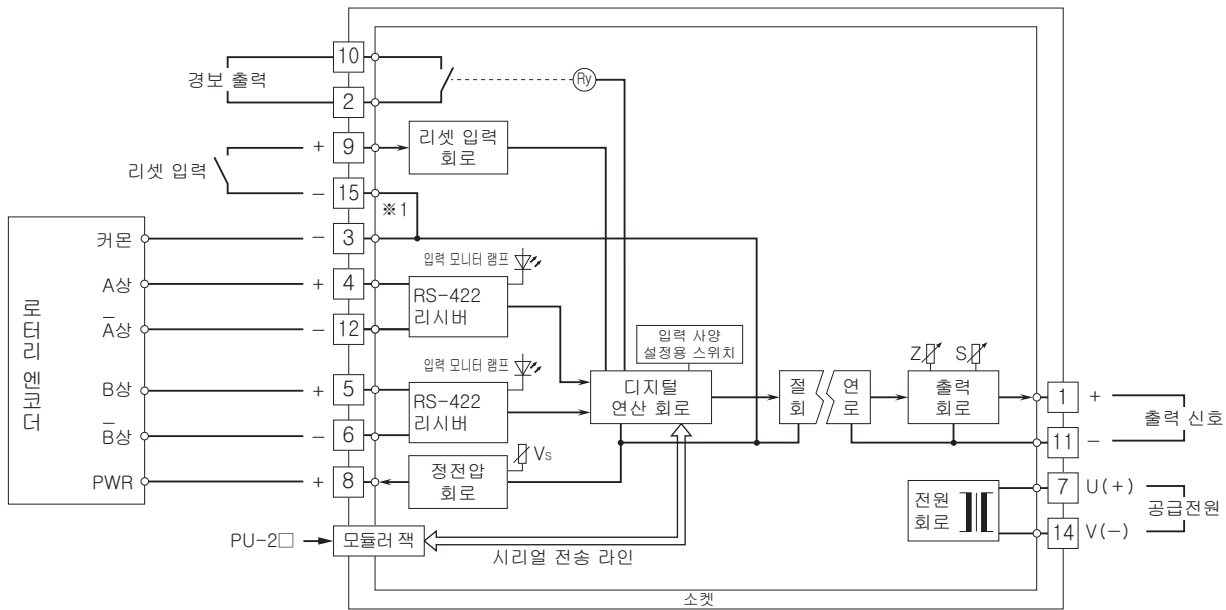 경보 출력
10
2
Ry
리셋 입력
+ 9
- 15
리셋 입력
회로
※1
로터리 엔코더
커몬
- 3
A상
+ 4
A̅상
- 12
입력 모니터 램프
RS-422
리시버
B상
+ 5
B̅상
- 6
입력 모니터 램프
RS-422
리시버
PWR
+ 8
정전압
회로
Vs
입력 사양
설정용 스위치
디지털
연산 회로
절 연
회 로
Z
S
출력
회로
1 +
11 -
출력 신호
전원
회로
7 U(+)
14 V(-)
공급전원
PU-2□
모듈러 잭
시리얼 전송 라인
소켓